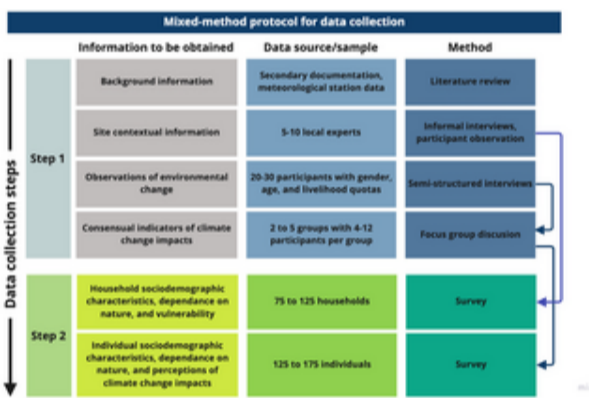 Mixed-method protocol for data collection
Information to be obtained
Data source/sample
Method
Data collection steps
Step 1
Background information
Secondary documentation,
meteorological station data
Literature review
Site contextual information
5-10 local experts
Informal interviews,
participant observation
Observations of environmental
change
20-30 participants with gender,
age, and livelihood quotas
Semi-structured interviews
Consensual indicators of climate
change impacts
2 to 5 groups with 4-12
participants per group
Focus group discusion
Step 2
Household sociodemographic
characteristics, dependance on
nature, and vulnerability
75 to 125 households
Survey
Individual sociodemographic
characteristics, dependance on
nature, and perceptions of
climate change impacts
125 to 175 individuals
Survey